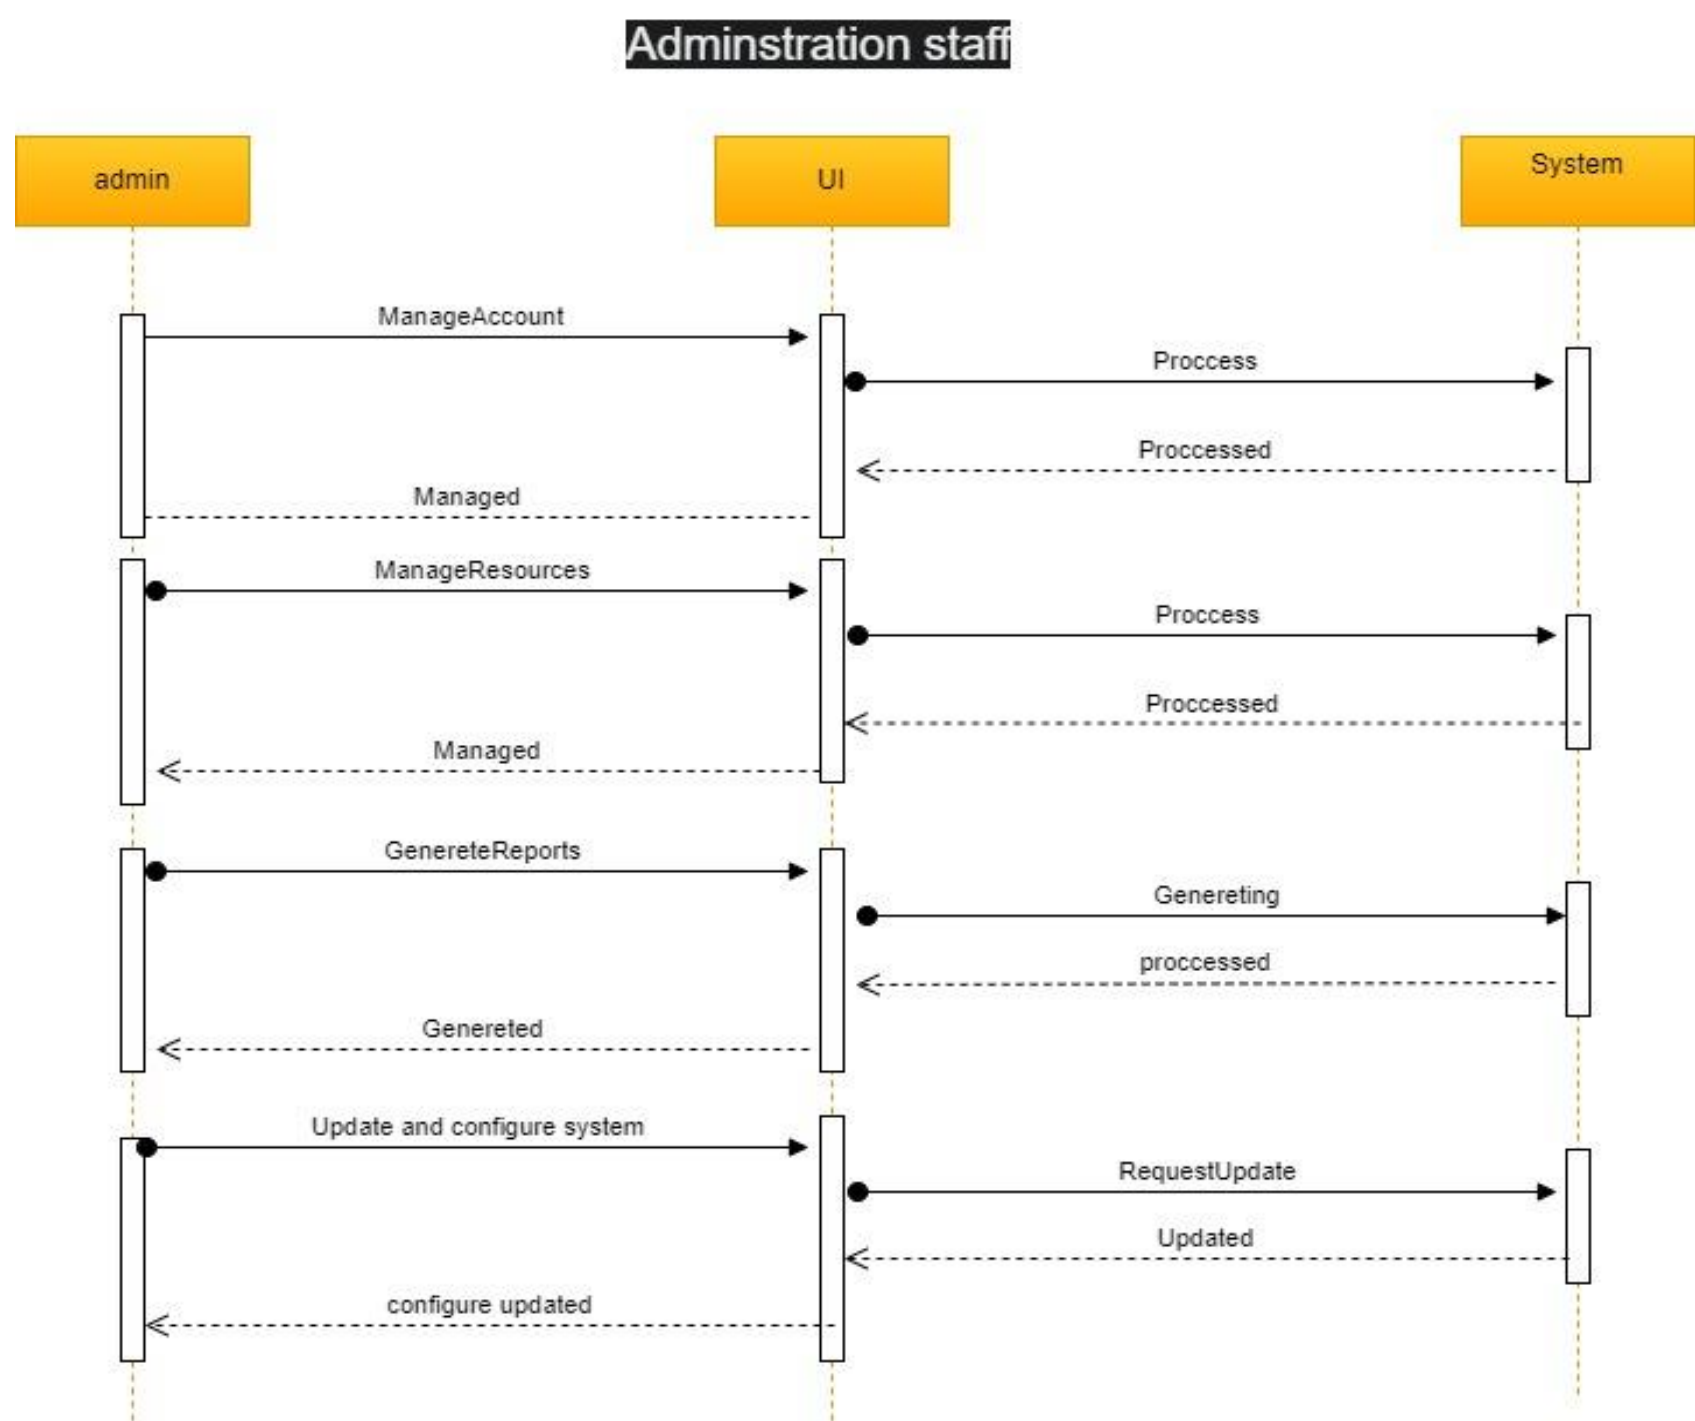 Adminstration staff
admin
UI
System
ManageAccount
Proccess
Proccessed
Managed
ManageResources
Proccess
Proccessed
Managed
GenereteReports
Genereting
proccessed
Genereted
Update and configure system
RequestUpdate
Updated
configure updated